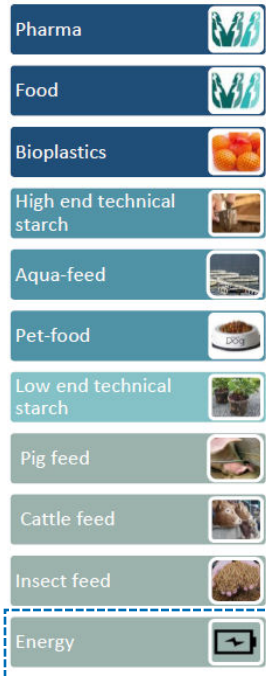 Pharma
Food
Bioplastics
High end technical
starch
Aqua-feed
Pet-food
Dog
Low end technical
starch
Pig feed
Cattle feed
Insect feed
Energy